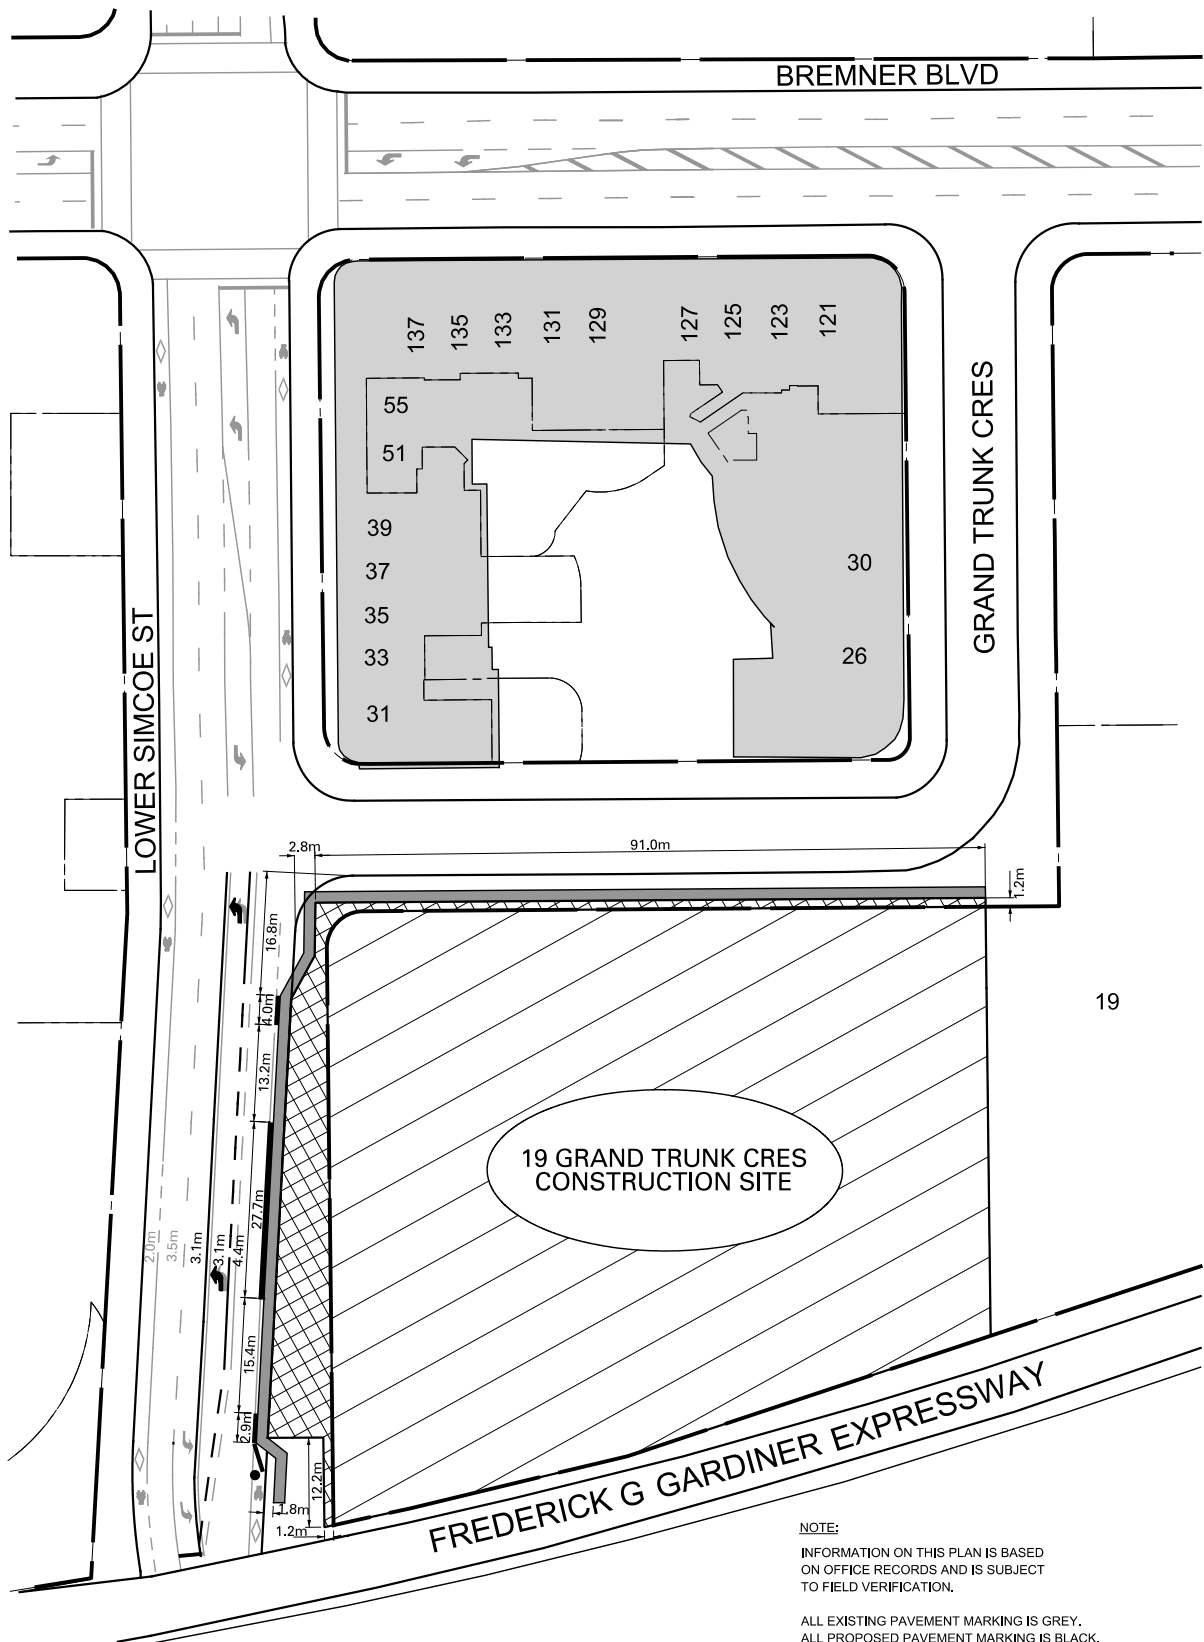 BREMNER BLVD
137
135
133
131
129
127
125
123
121
55
51
39
37
35
33
31
30
26
GRAND TRUNK CRES
LOWER SIMCOE ST
2.8m
91.0m
1.2m
16.8m
4.0m
13.2m
19
19 GRAND TRUNK CRES
CONSTRUCTION SITE
27.7m
2.0m
3.5m
3.1m
3.1m
4.4m
15.4m
2.9m
12.2m
1.8m
1.2m
FREDERICK G GARDINER EXPRESSWAY
NOTE:
INFORMATION ON THIS PLAN IS BASED
ON OFFICE RECORDS AND IS SUBJECT
TO FIELD VERIFICATION.
ALL EXISTING PAVEMENT MARKING IS GREY.
ALL PROPOSED PAVEMENT MARKING IS BLACK.